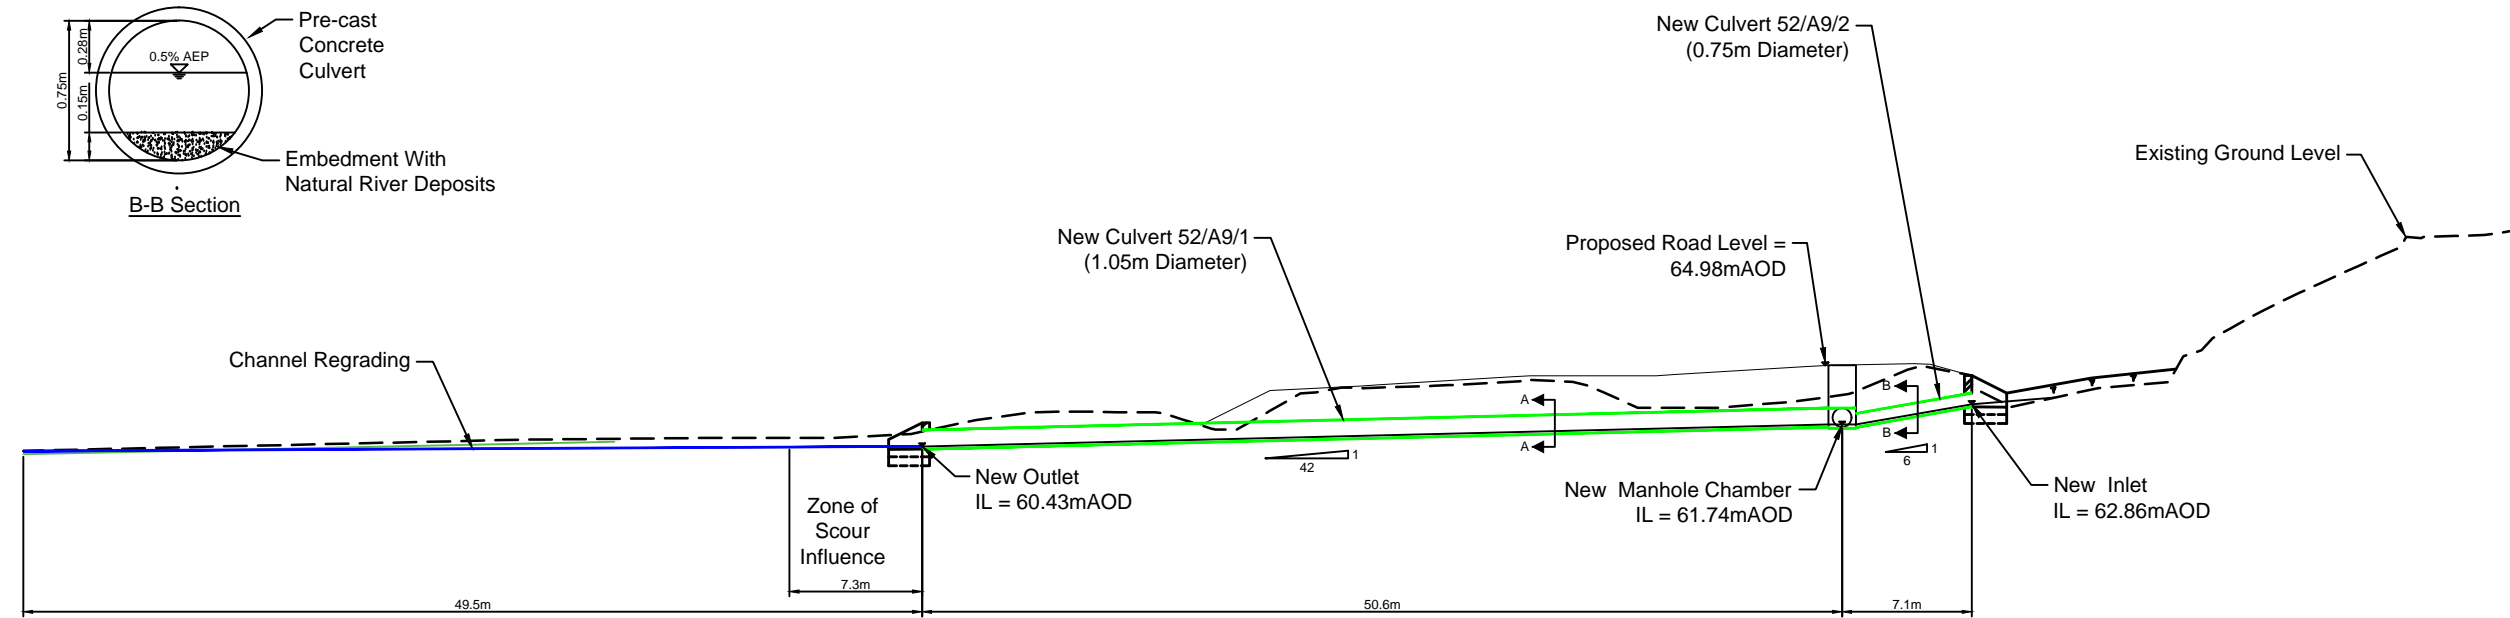 Pre-cast
Concrete
Culvert
0.5% AEP
0.28m
0.75m
0.15m
Embedment With
Natural River Deposits
B-B Section
New Culvert 52/A9/2
(0.75m Diameter)
Existing Ground Level
New Culvert 52/A9/1
(1.05m Diameter)
Proposed Road Level =
64.98mAOD
Channel Regrading
A
A
B
B
1
42
1
6
New Outlet
IL = 60.43mAOD
Zone of
Scour
Influence
New Manhole Chamber
IL = 61.74mAOD
New Inlet
IL = 62.86mAOD
7.3m
49.5m
50.6m
7.1m